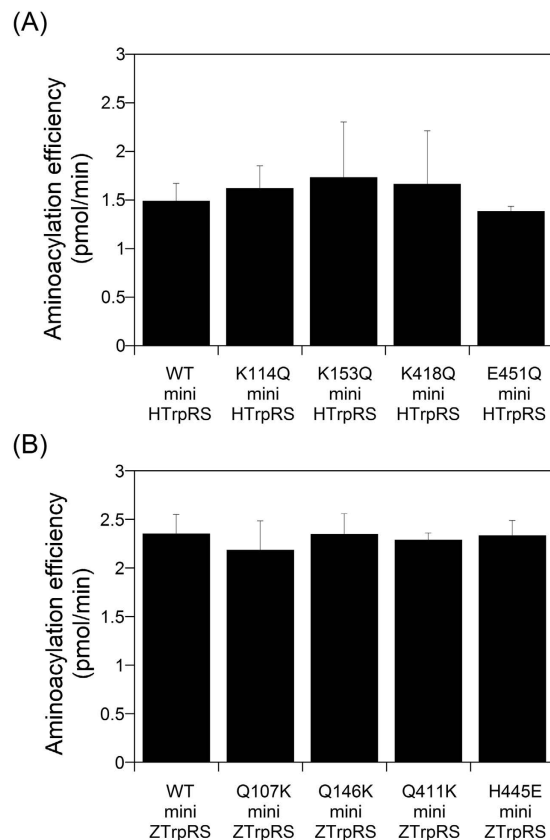 (A)
Aminoacylation efficiency
(pmol/min)
3
2.5
2
1.5
1
0.5
0
WT K114Q K153Q K418Q E451Q
mini mini mini mini mini
HTrpRS HTrpRS HTrpRS HTrpRS HTrpRS
(B)
Aminoacylation efficiency
(pmol/min)
3
2.5
2
1.5
1
0.5
0
WT Q107K Q146K Q411K H445E
mini mini mini mini mini
ZTrpRS ZTrpRS ZTrpRS ZTrpRS ZTrpRS